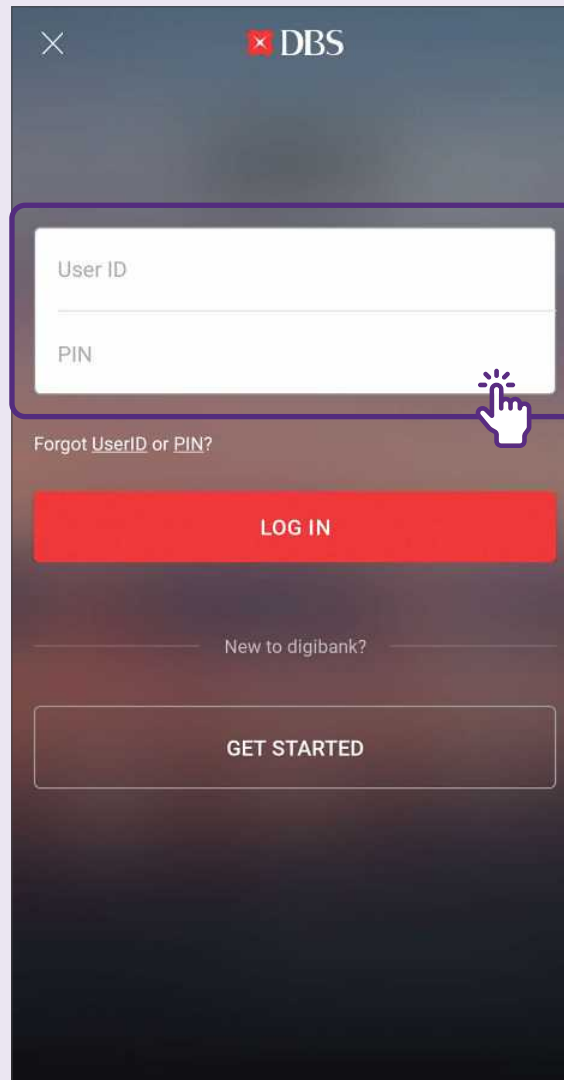 DBS
User ID
PIN
Forgot UserID or PIN?
LOG IN
New to digibank?
GET STARTED